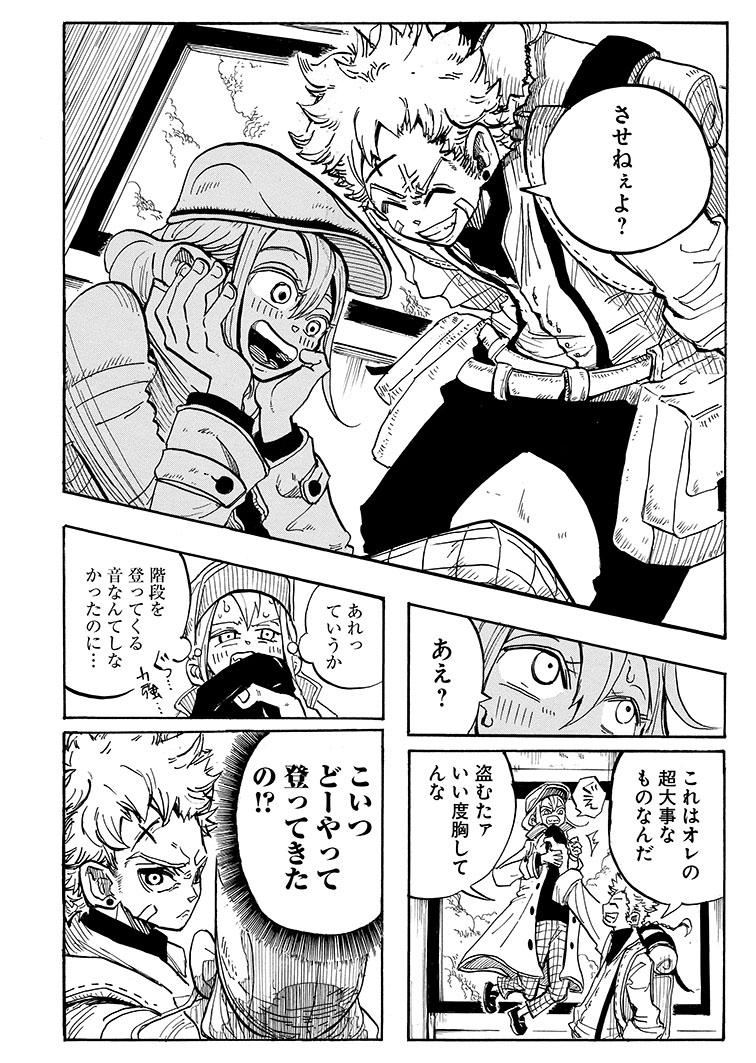 させねぇよ?
あえ?
あれっ
ていうか
階段を
登ってくる
音なんてしな
かったのに…
ぐっ
力強…
これはオレの
超大事な
ものなんだ
盗むたァ
いい度胸して
んな
こいつ
どーやって
登ってきた
の!?